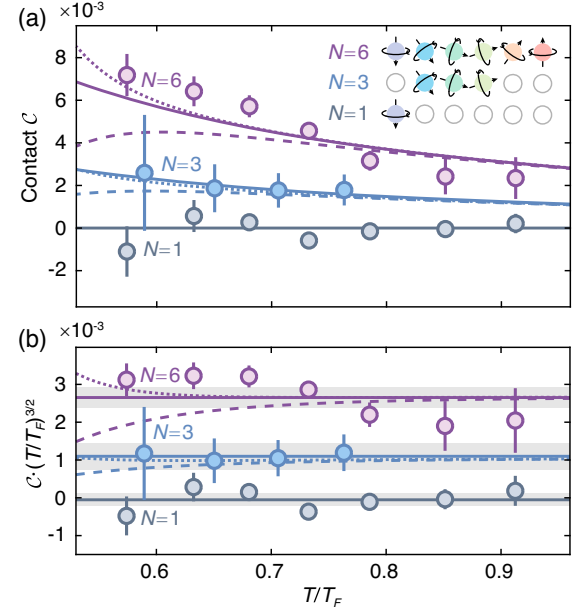 (a)
×10⁻³
8
6
4
2
0
-2
Contact 𝒞
N=6
N=3
N=1
N=6
N=3
N=1
(b)
×10⁻³
3
2
1
0
-1
𝒞·(T/T_F)^{3/2}
N=6
N=3
N=1
0.6 0.7 0.8 0.9
T/T_F